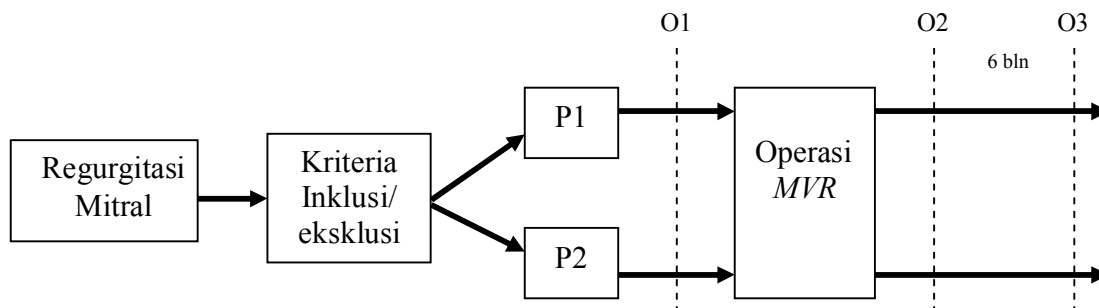 O1
O2
O3
6 bln
P1
Regurgitasi
Mitral
Kriteria
Inklusi/
eksklusi
Operasi
MVR
P2